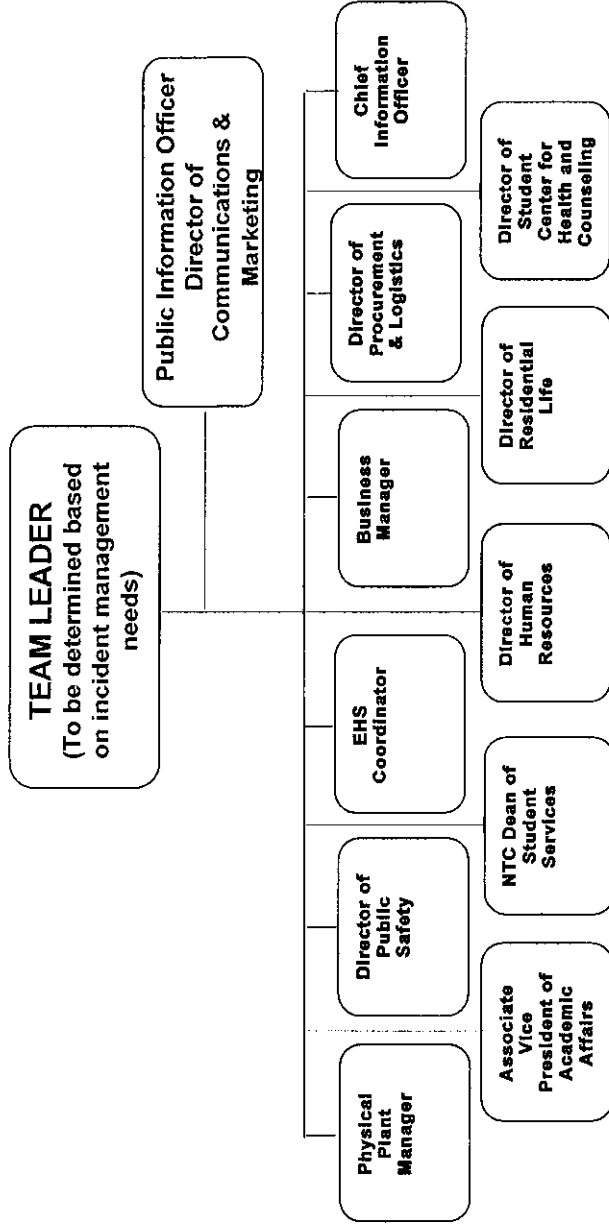 TEAM LEADER
(To be determined based
on incident management
needs)
Public Information Officer
Director of
Communications &
Marketing
Physical
Plant
Manager
Director of
Public
Safety
EHS
Coordinator
Business
Manager
Director of
Procurement
& Logistics
Chief
Information
Officer
Associate
Vice
President of
Academic
Affairs
NTC Dean of
Student
Services
Director of
Human
Resources
Director of
Residential
Life
Director of
Student
Center for
Health and
Counseling